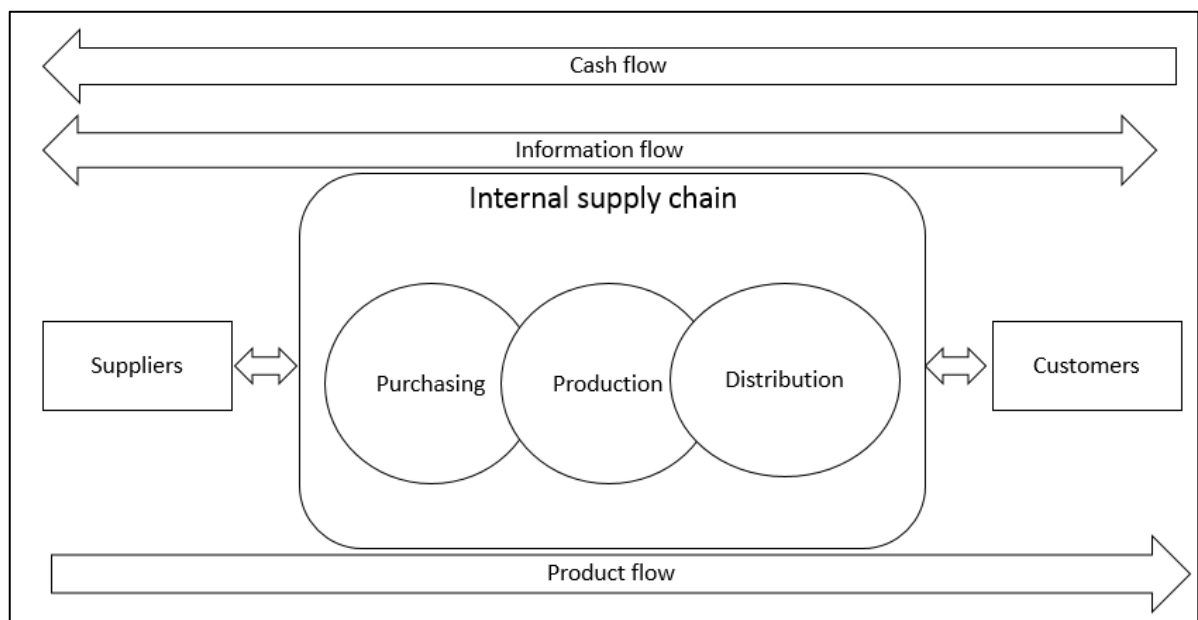 Cash flow
Information flow
Internal supply chain
Suppliers
Purchasing
Production
Distribution
Customers
Product flow